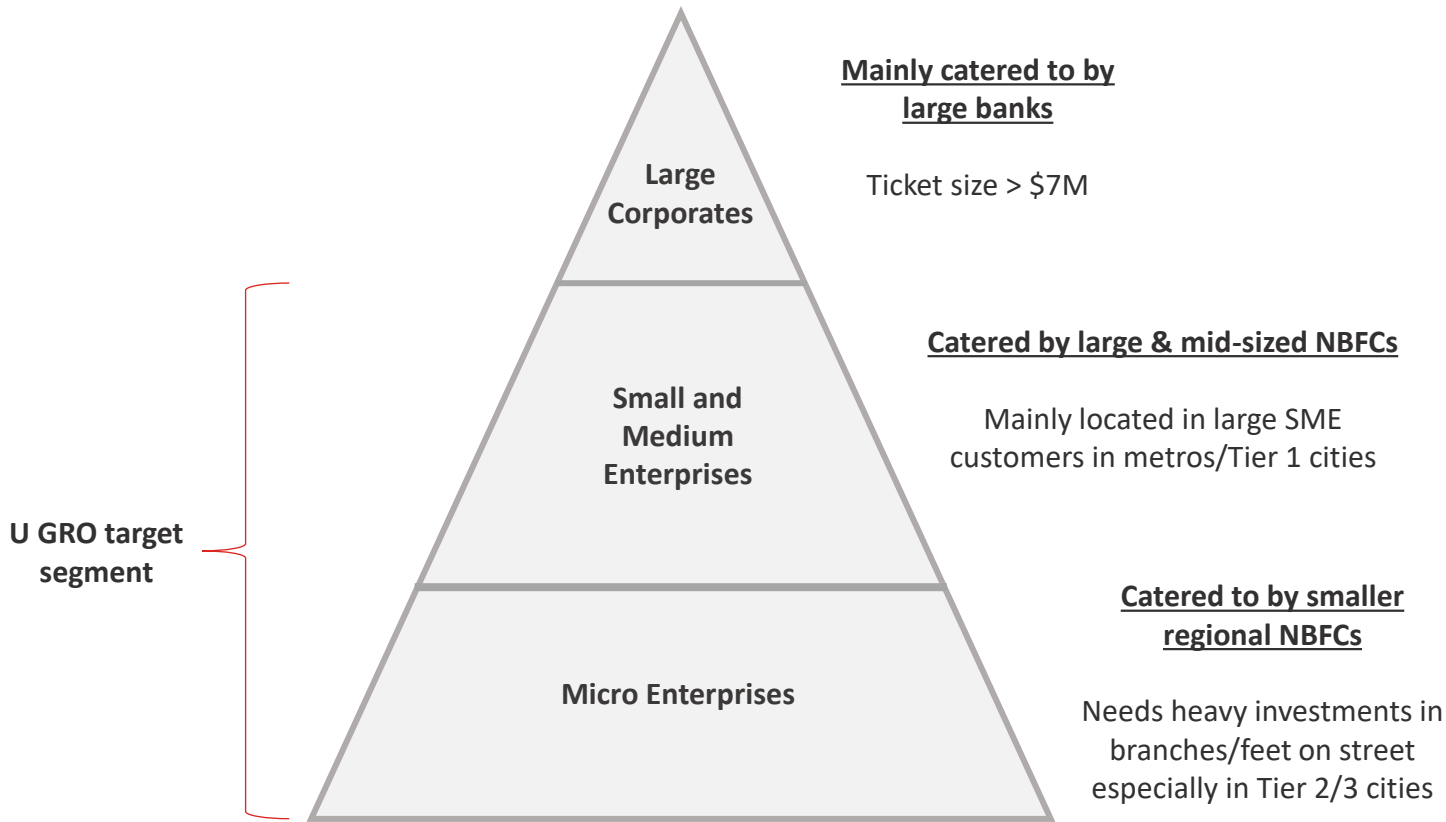 Mainly catered to by
large banks
Ticket size > $7M
Large
Corporates
Catered by large & mid-sized NBFCs
Mainly located in large SME
customers in metros/Tier 1 cities
Small and
Medium
Enterprises
U GRO target
segment
Catered to by smaller
regional NBFCs
Needs heavy investments in
branches/feet on street
especially in Tier 2/3 cities
Micro Enterprises